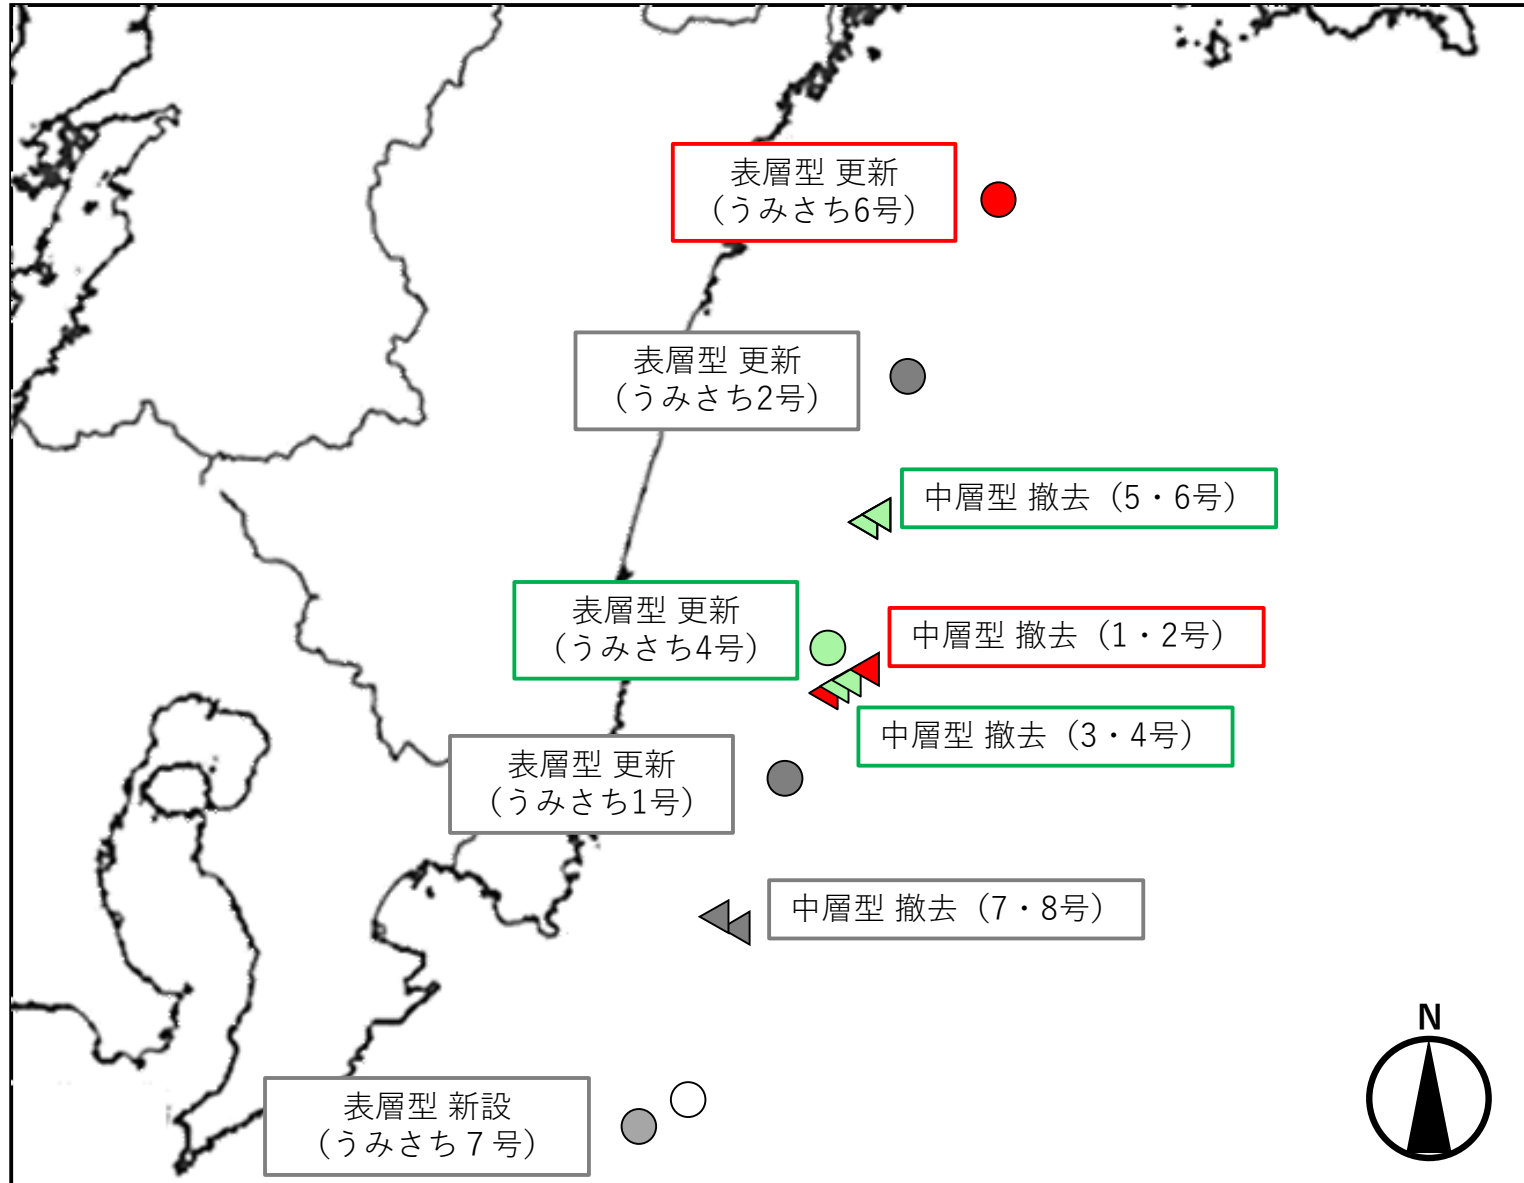 表層型 更新
（うみさち6号）
表層型 更新
（うみさち2号）
中層型 撤去（5・6号）
表層型 更新
（うみさち4号）
中層型 撤去（1・2号）
中層型 撤去（3・4号）
表層型 更新
（うみさち1号）
中層型 撤去（7・8号）
N
表層型 新設
（うみさち７号）